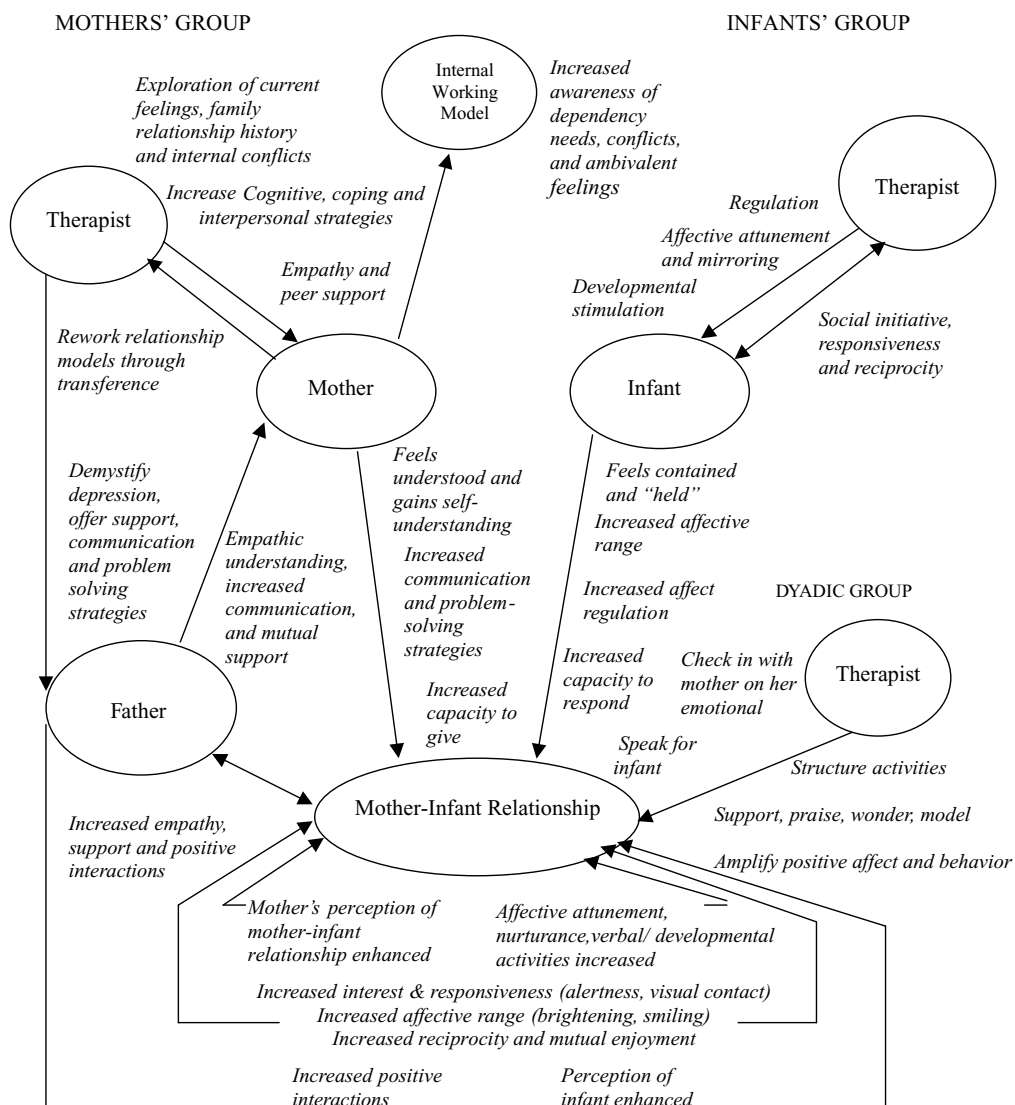 MOTHERS' GROUP
INFANTS' GROUP
Internal
Working
Model
Increased
awareness of
dependency
needs, conflicts,
and ambivalent
feelings
Exploration of current
feelings, family
relationship history
and internal conflicts
Therapist
Increase Cognitive, coping and
interpersonal strategies
Therapist
Regulation
Affective attunement
and mirroring
Developmental
stimulation
Empathy and
peer support
Social initiative,
responsiveness
and reciprocity
Rework relationship
models through
transference
Mother
Infant
Demystify
depression,
offer support,
communication
and problem
solving
strategies
Empathic
understanding,
increased
communication,
and mutual
support
Feels
understood and
gains self-
understanding
Increased
communication
and problem-
solving
strategies
Increased
capacity to
give
Feels contained
and “held”
Increased affective
range
Increased affect
regulation
Increased
capacity to
respond
DYADIC GROUP
Therapist
Check in with
mother on her
emotional
Speak for
infant
Structure activities
Support, praise, wonder, model
Amplify positive affect and behavior
Father
Mother-Infant Relationship
Increased empathy,
support and positive
interactions
Mother's perception of
mother-infant
relationship enhanced
Affective attunement,
nurturance,verbal/ developmental
activities increased
Increased interest & responsiveness (alertness, visual contact)
Increased affective range (brightening, smiling)
Increased reciprocity and mutual enjoyment
Increased positive
interactions
Perception of
infant enhanced